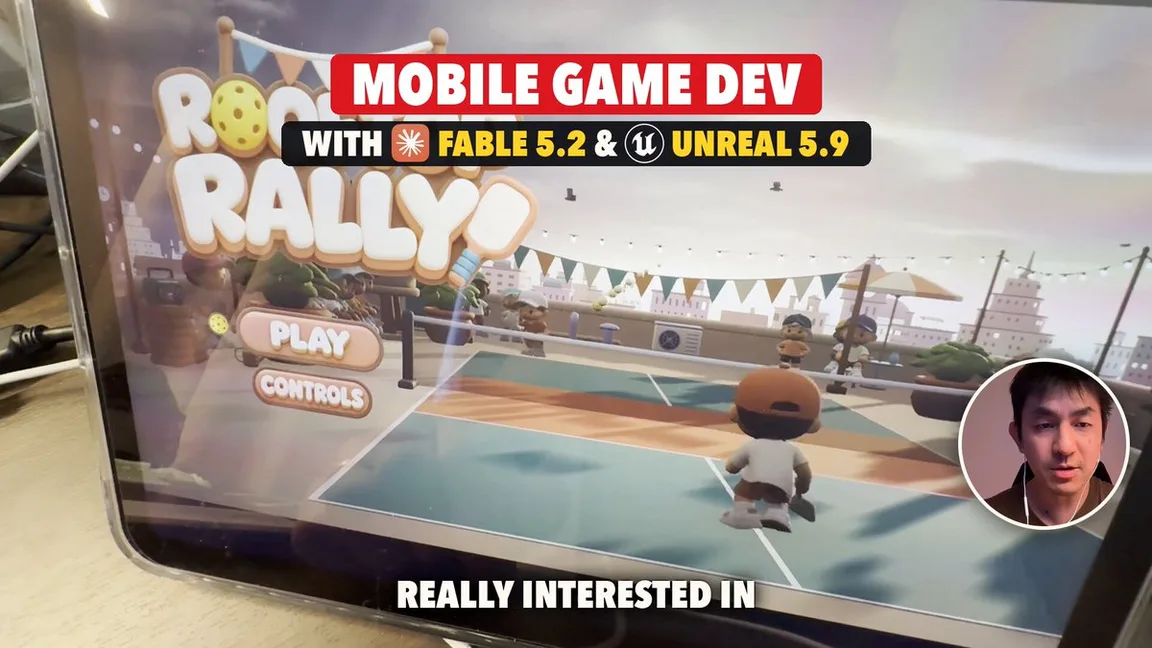 MOBILE GAME DEV
WITH FABLE 5.2 & UNREAL 5.9
RALLY!
PLAY
CONTROLS
REALLY INTERESTED IN